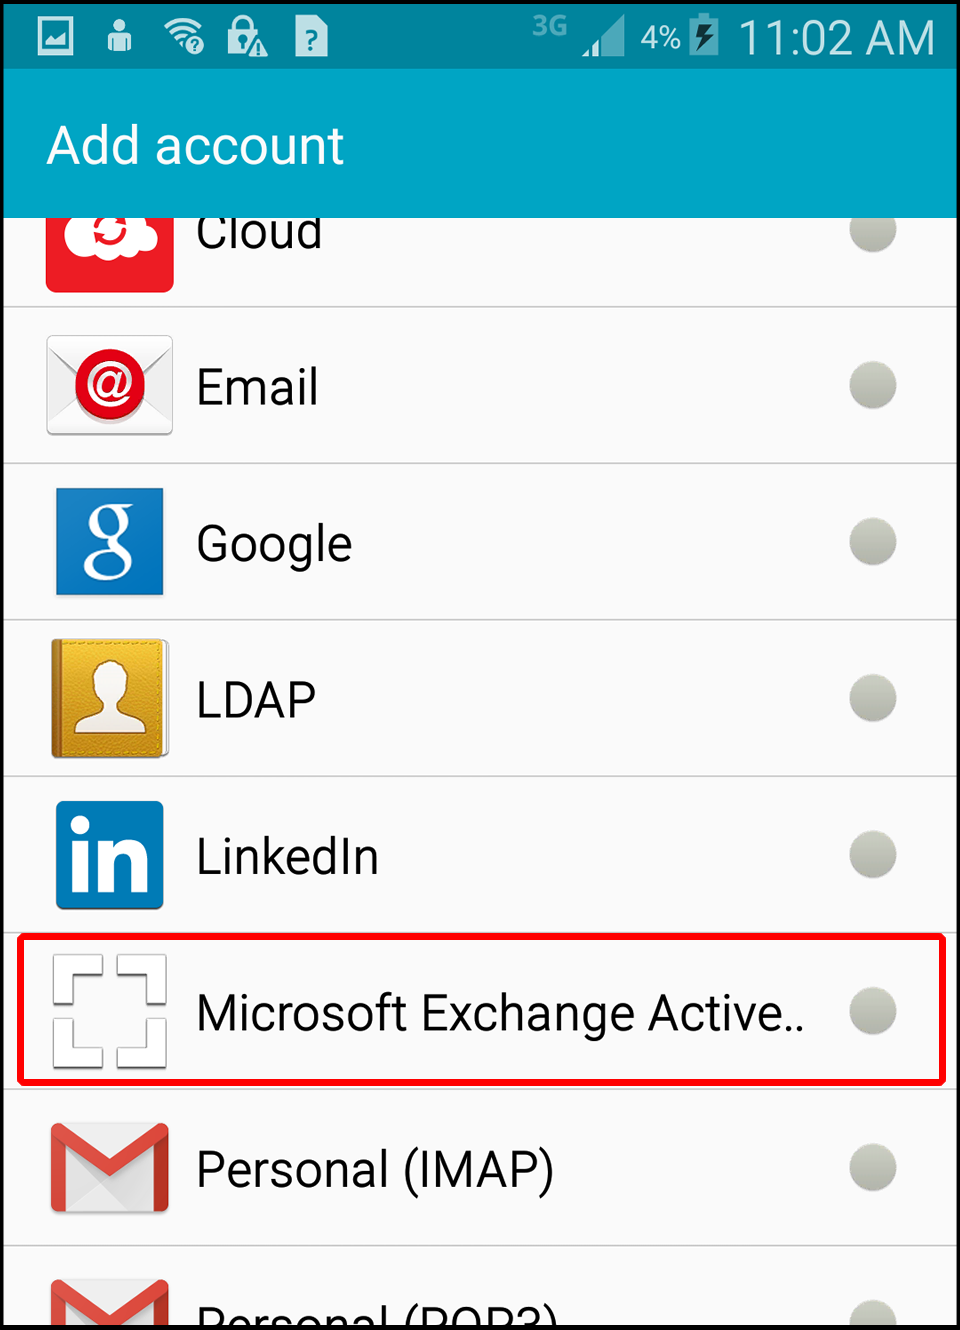 3G 4% 11:02 AM
Add account
Cloud
Email
Google
LDAP
in LinkedIn
Microsoft Exchange Active..
Personal (IMAP)
Personal (POP3)